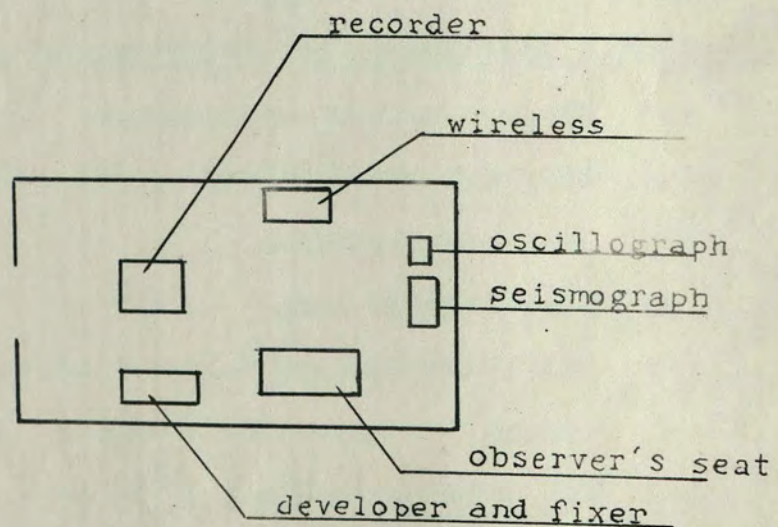 recorder
wireless
oscillograph
seismograph
observer's seat
developer and fixer